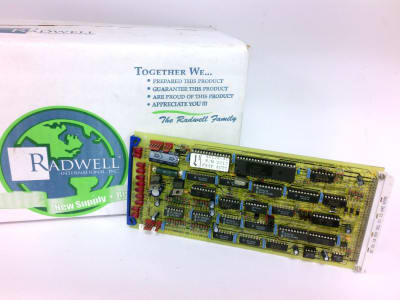 RADWELL
TOGETHER WE...
• PREPARED THIS PRODUCT
• GUARANTEE THIS PRODUCT
• ARE PROUD OF THIS PRODUCT
• APPRECIATE YOU !!!
The Radwell Family
RADWELL
INTERNATIONAL, INC.
New Supply